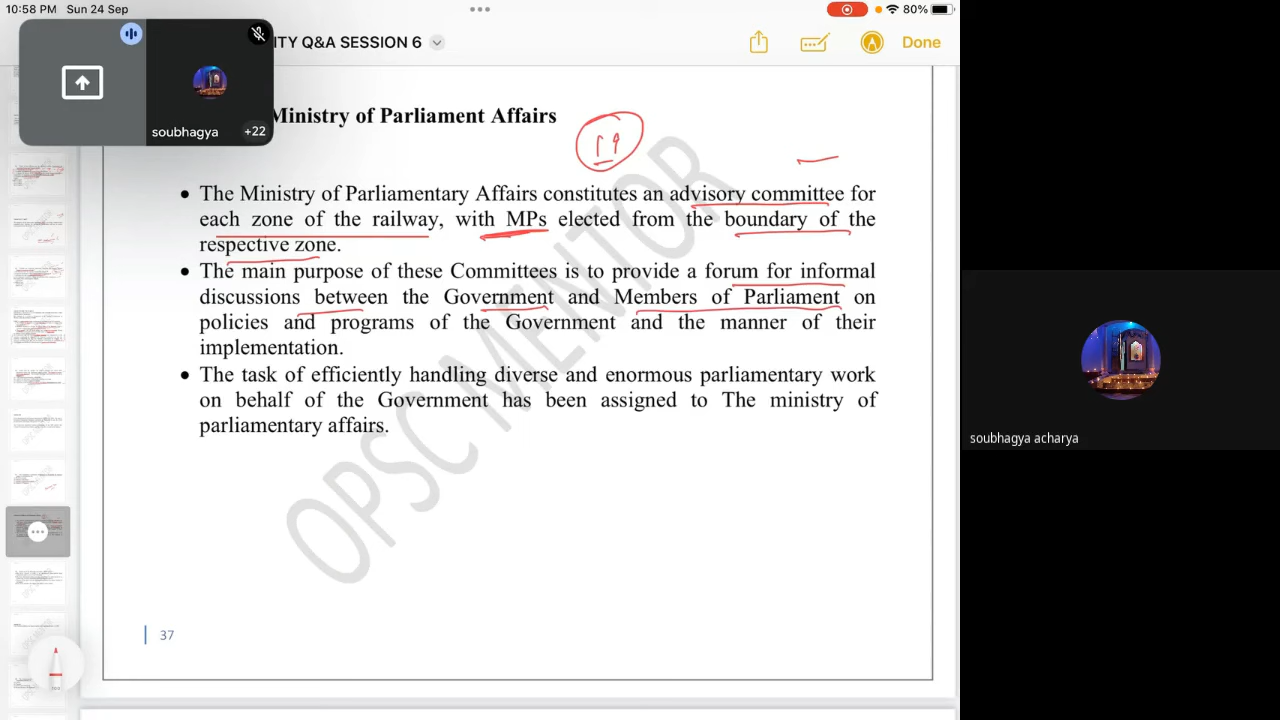 10:58 PM Sun 24 Sep
80%
ITY Q&A SESSION 6
Done
soubhagya
+22
Ministry of Parliament Affairs
19
• The Ministry of Parliamentary Affairs constitutes an advisory committee for
each zone of the railway, with MPs elected from the boundary of the
respective zone.
• The main purpose of these Committees is to provide a forum for informal
discussions between the Government and Members of Parliament on
policies and programs of the Government and the manner of their
implementation.
• The task of efficiently handling diverse and enormous parliamentary work
on behalf of the Government has been assigned to The ministry of
parliamentary affairs.
OPSC MENTOR
37
soubhagya acharya